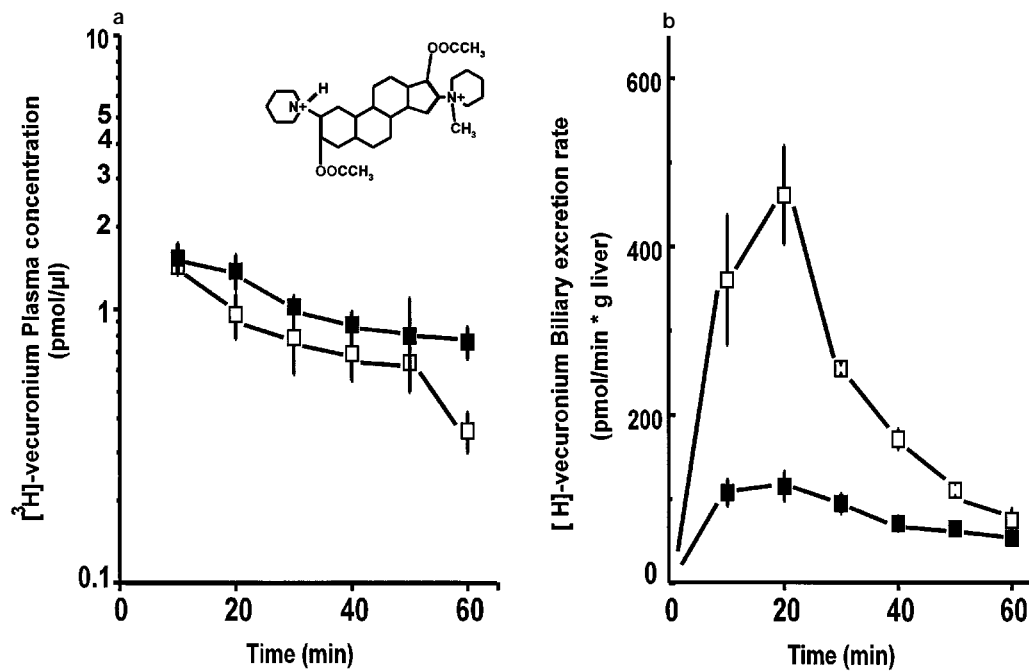 a
10
5
4
3
2
1
0.1
[³H]-vecuronium Plasma concentration
(pmol/µl)
H
N+
OOCCH₃
OOCCH₃
N+
CH₃
0
20
40
60
Time (min)
b
600
400
200
0
[ H]-vecuronium Biliary excretion rate
(pmol/min * g liver)
0
20
40
60
Time (min)